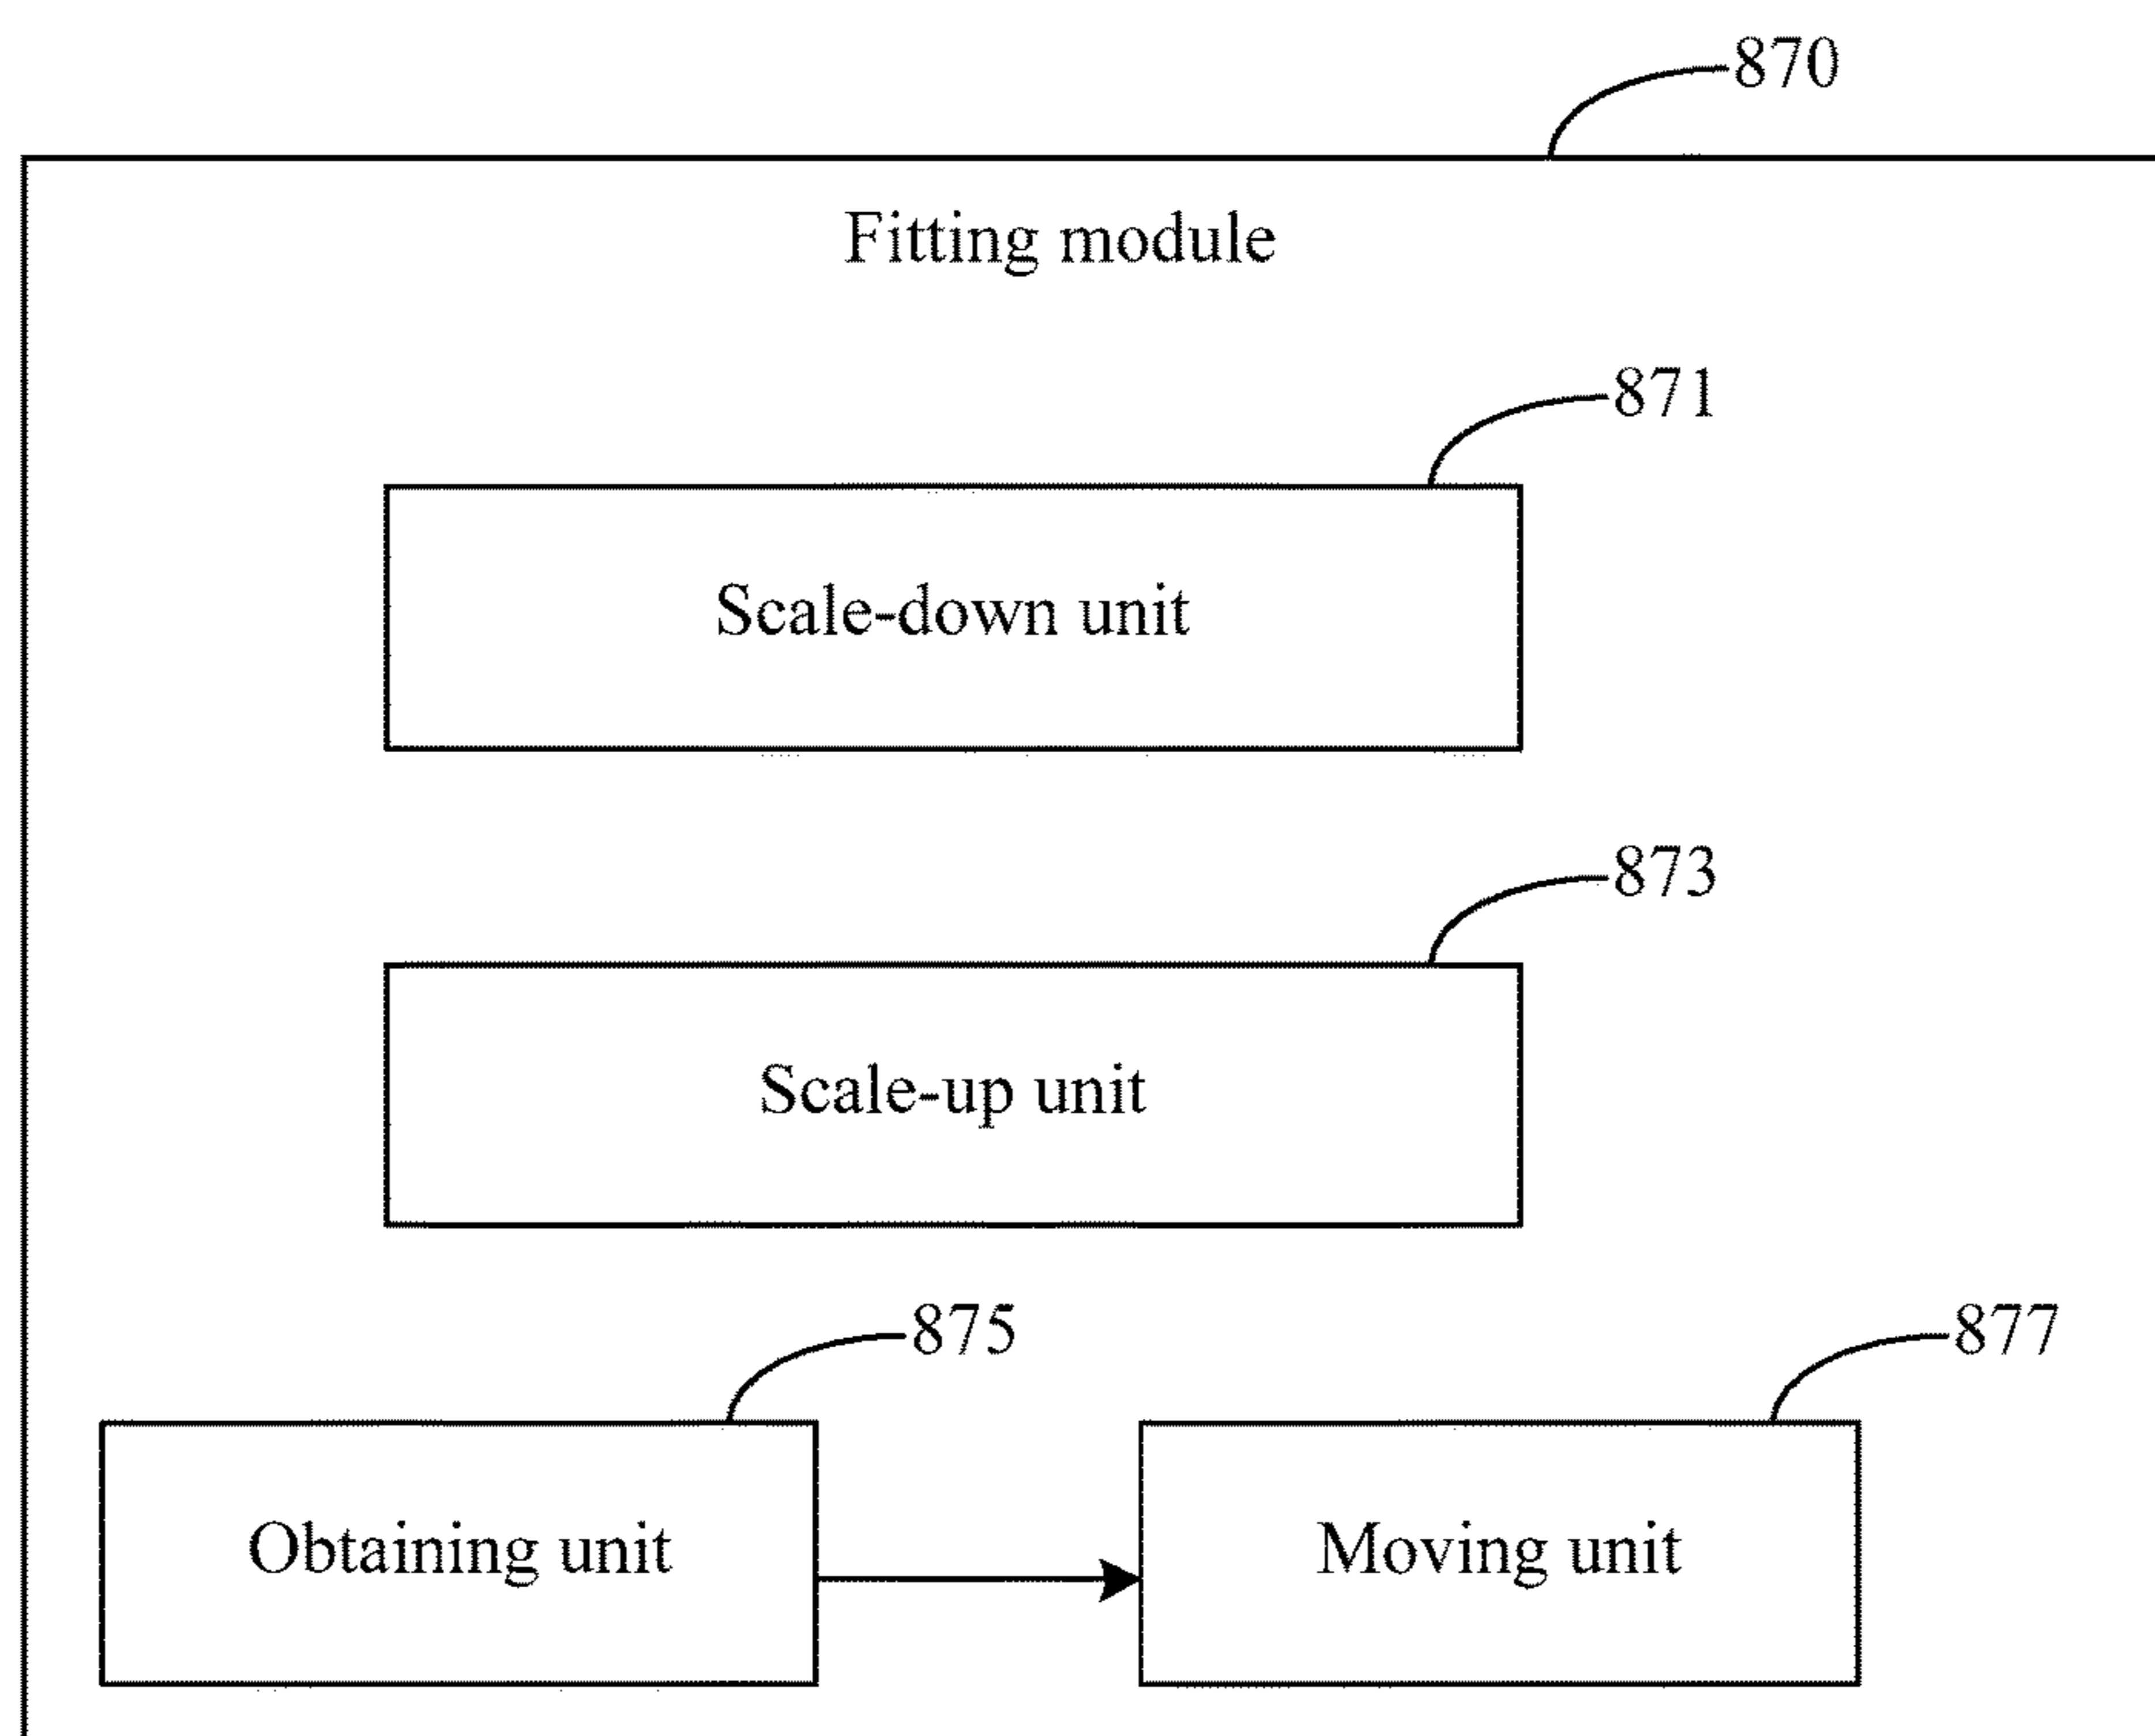 870
Fitting module
871
Scale-down unit
873
Scale-up unit
875
877
Obtaining unit
Moving unit